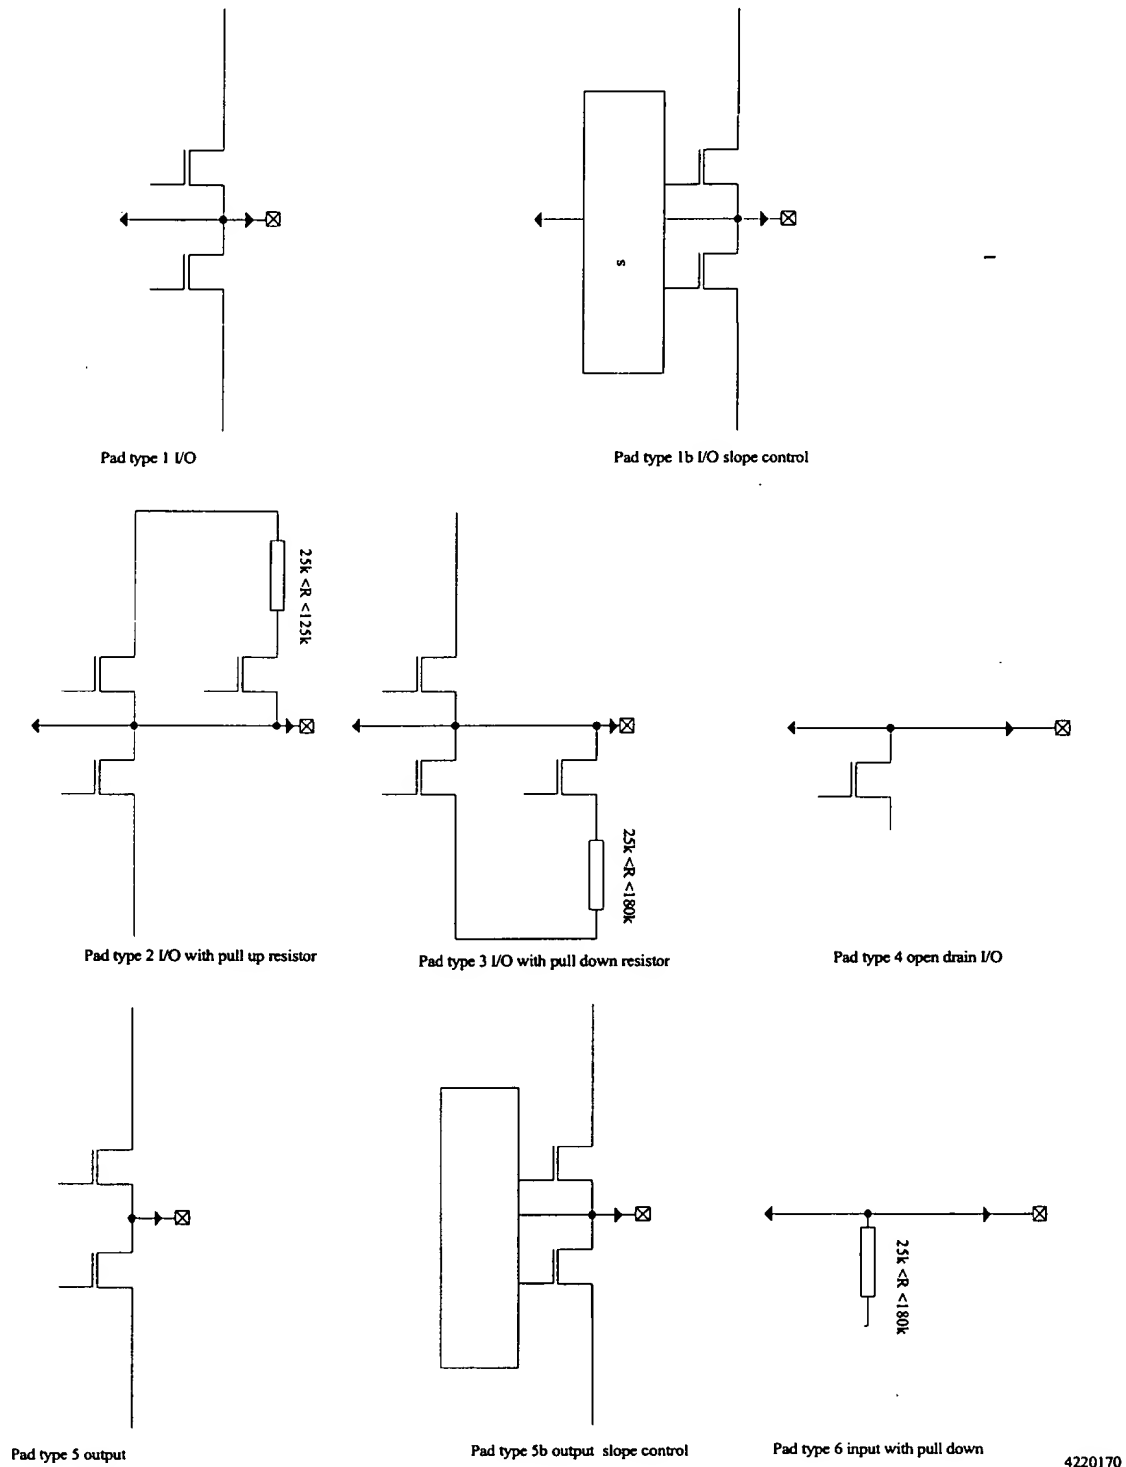 s
Pad type 1 I/O
Pad type 1b I/O slope control
25k <R <125k
25k <R <180k
Pad type 2 I/O with pull up resistor
Pad type 3 I/O with pull down resistor
Pad type 4 open drain I/O
25k <R <180k
Pad type 5 output
Pad type 5b output slope control
Pad type 6 input with pull down
4220170